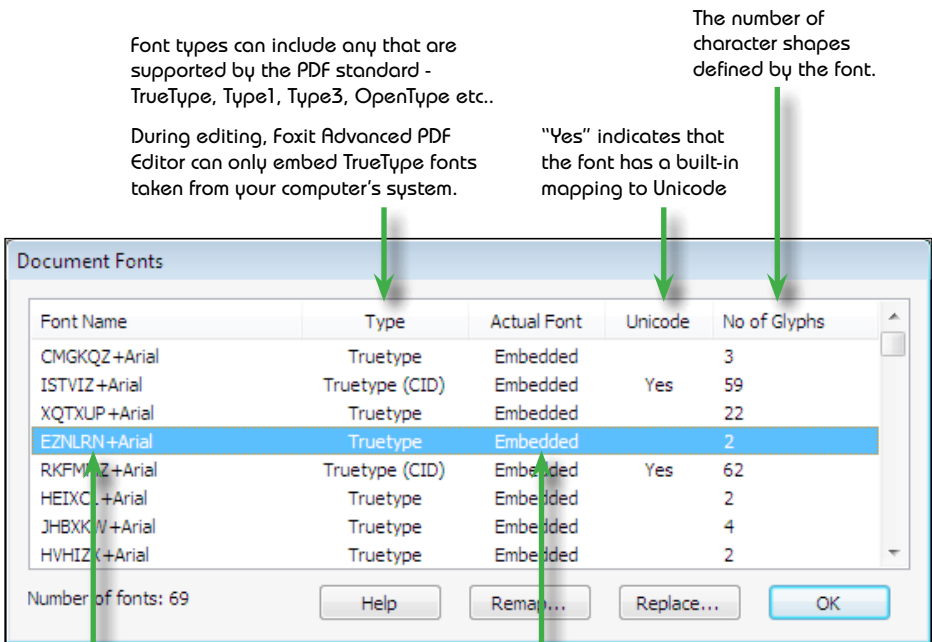 The number of
character shapes
defined by the font.
Font types can include any that are
supported by the PDF standard -
TrueType, Type1, Type3, OpenType etc..
During editing, Foxit Advanced PDF
Editor can only embed TrueType fonts
taken from your computer's system.
“Yes” indicates that
the font has a built-in
mapping to Unicode
Document Fonts
Font Name Type Actual Font Unicode No of Glyphs
CMGKQZ+Arial Truetype Embedded 3
ISTVIZ+Arial Truetype (CID) Embedded Yes 59
XQTXUP+Arial Truetype Embedded 22
EZNLRN+Arial Truetype Embedded 2
Truetype (CID) Embedded Yes 62
Truetype Embedded 2
Truetype Embedded 4
Truetype Embedded 2
Number of fonts: 69 Help Remap... Replace... OK